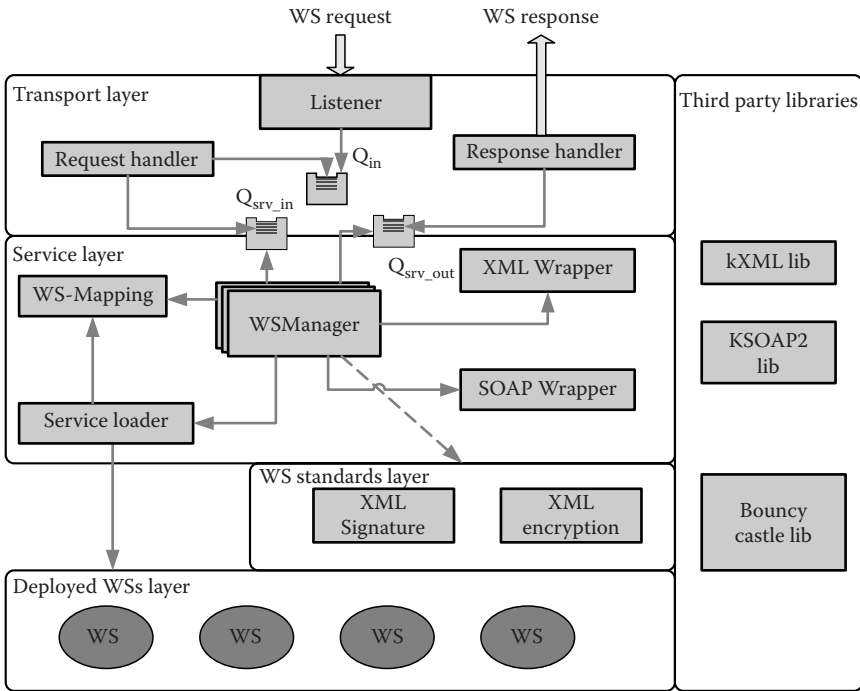 WS request
WS response
Transport layer
Listener
Third party libraries
Request handler
Q_in
Response handler
Q_srv_in
Service layer
Q_srv_out
XML Wrapper
kXML lib
WS-Mapping
WSManager
KSOAP2
lib
SOAP Wrapper
Service loader
WS standards layer
XML
Signature
XML
encryption
Bouncy
castle lib
Deployed WSs layer
WS
WS
WS
WS